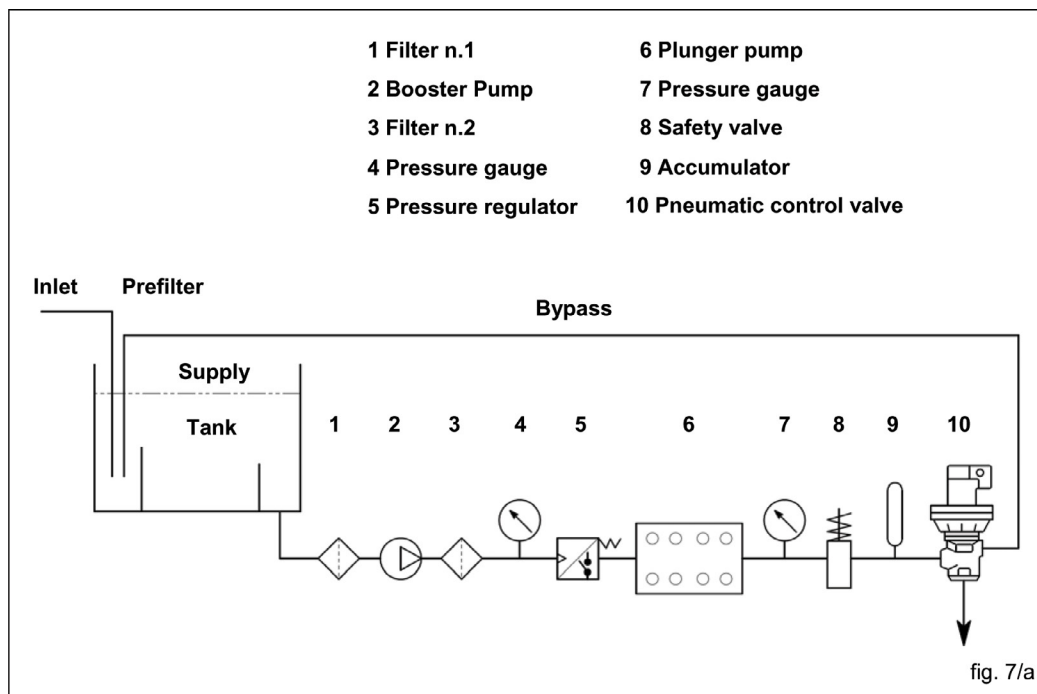 1 Filter n.1
2 Booster Pump
3 Filter n.2
4 Pressure gauge
5 Pressure regulator
6 Plunger pump
7 Pressure gauge
8 Safety valve
9 Accumulator
10 Pneumatic control valve
Inlet Prefilter
Bypass
Supply
Tank
1 2 3 4 5 6 7 8 9 10
fig. 7/a